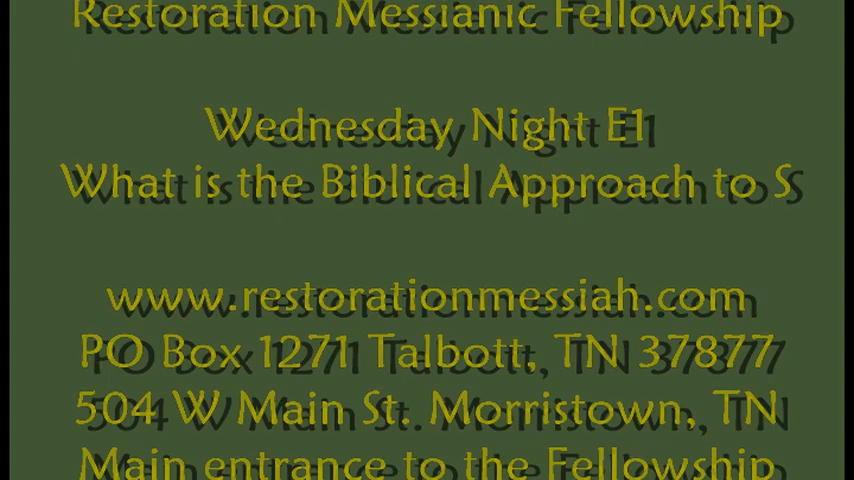 Restoration Messianic Fellowship
Wednesday Night E1
What is the Biblical Approach to S
www.restorationmessiah.com
PO Box 1271 Talbott, TN 37877
504 W Main St. Morristown, TN
Main entrance to the Fellowship